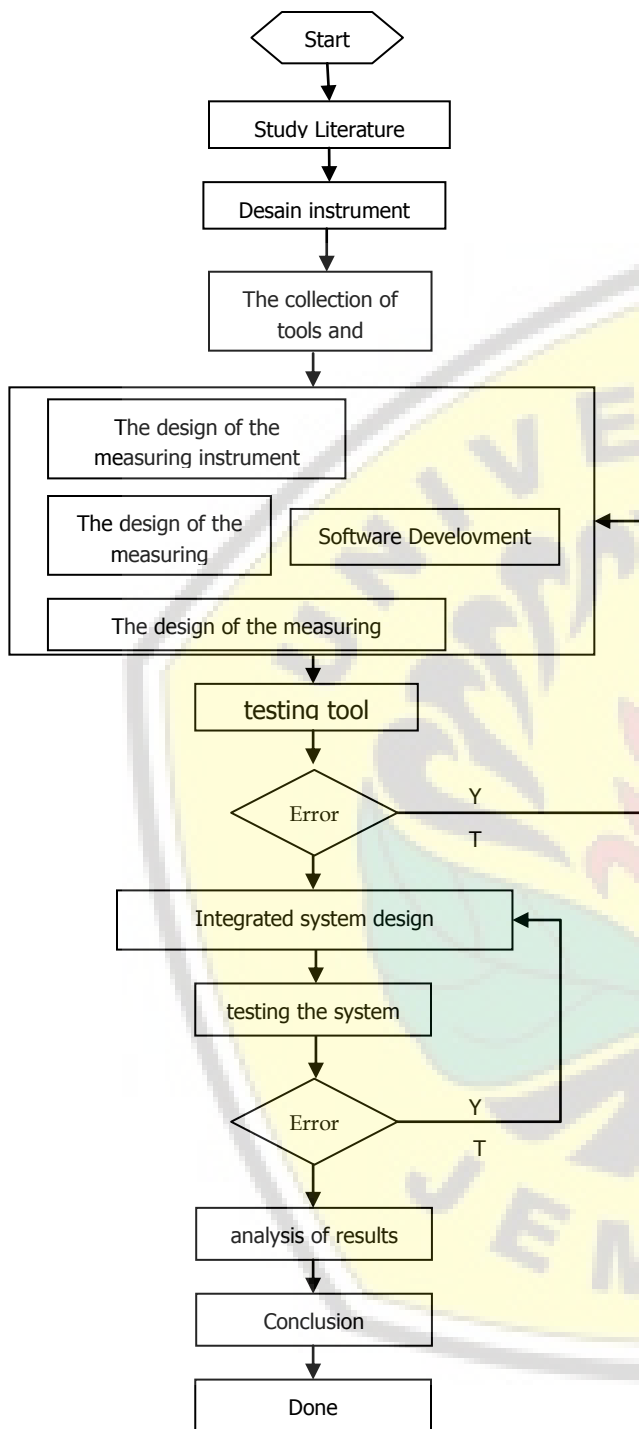 Start
Study Literature
Desain instrument
The collection of
tools and
The design of the
measuring instrument
The design of the
measuring
Software Develovment
The design of the measuring
testing tool
Error
Y
T
Integrated system design
testing the system
Error
Y
T
analysis of results
Conclusion
Done
UNIVE
JEM